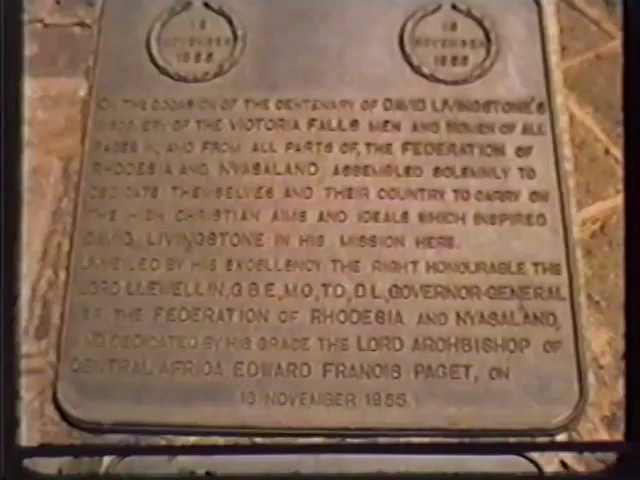 16 NOVEMBER 1855
16 NOVEMBER 1955
ON THE OCCASION OF THE CENTENARY OF DAVID LIVINGSTONE'S
DISCOVERY OF THE VICTORIA FALLS MEN AND WOMEN OF ALL
RACES IN, AND FROM ALL PARTS OF, THE FEDERATION OF
RHODESIA AND NYASALAND ASSEMBLED SOLEMNLY TO
DEDICATE THEMSELVES AND THEIR COUNTRY TO CARRY ON
THE HIGH CHRISTIAN AIMS AND IDEALS WHICH INSPIRED
DAVID LIVINGSTONE IN HIS MISSION HERE.
UNVEILED BY HIS EXCELLENCY THE RIGHT HONOURABLE THE
LORD LLEWELLIN, G.B.E., M.C., T.D., D.L., GOVERNOR-GENERAL
OF THE FEDERATION OF RHODESIA AND NYASALAND,
AND DEDICATED BY HIS GRACE THE LORD ARCHBISHOP OF
CENTRAL AFRICA, EDWARD FRANCIS PAGET, ON
16 NOVEMBER 1955.